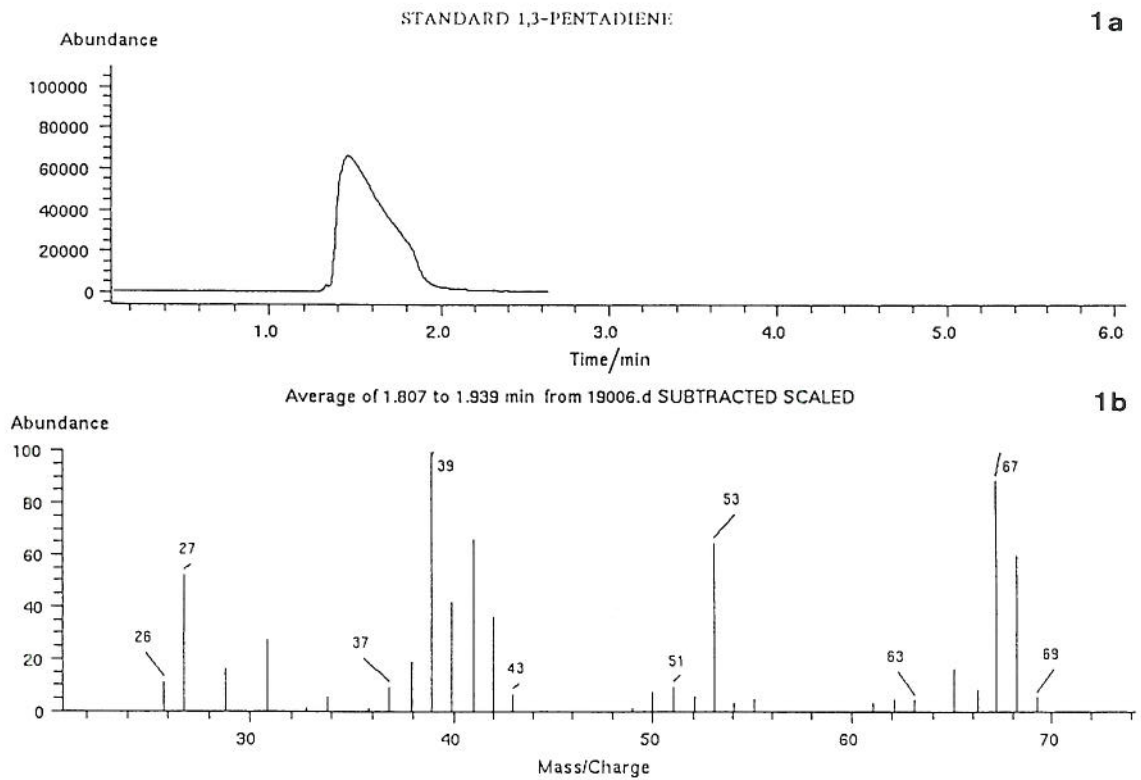 STANDARD 1,3-PENTADIENE
1a
Abundance
100000
80000
60000
40000
20000
0
1.0 2.0 3.0 4.0 5.0 6.0
Time/min
Average of 1.807 to 1.939 min from 19006.d SUBTRACTED SCALED
1b
Abundance
100
80
60
40
20
0
26
27
37
39
43
51
53
63
67
69
30 40 50 60 70
Mass/Charge